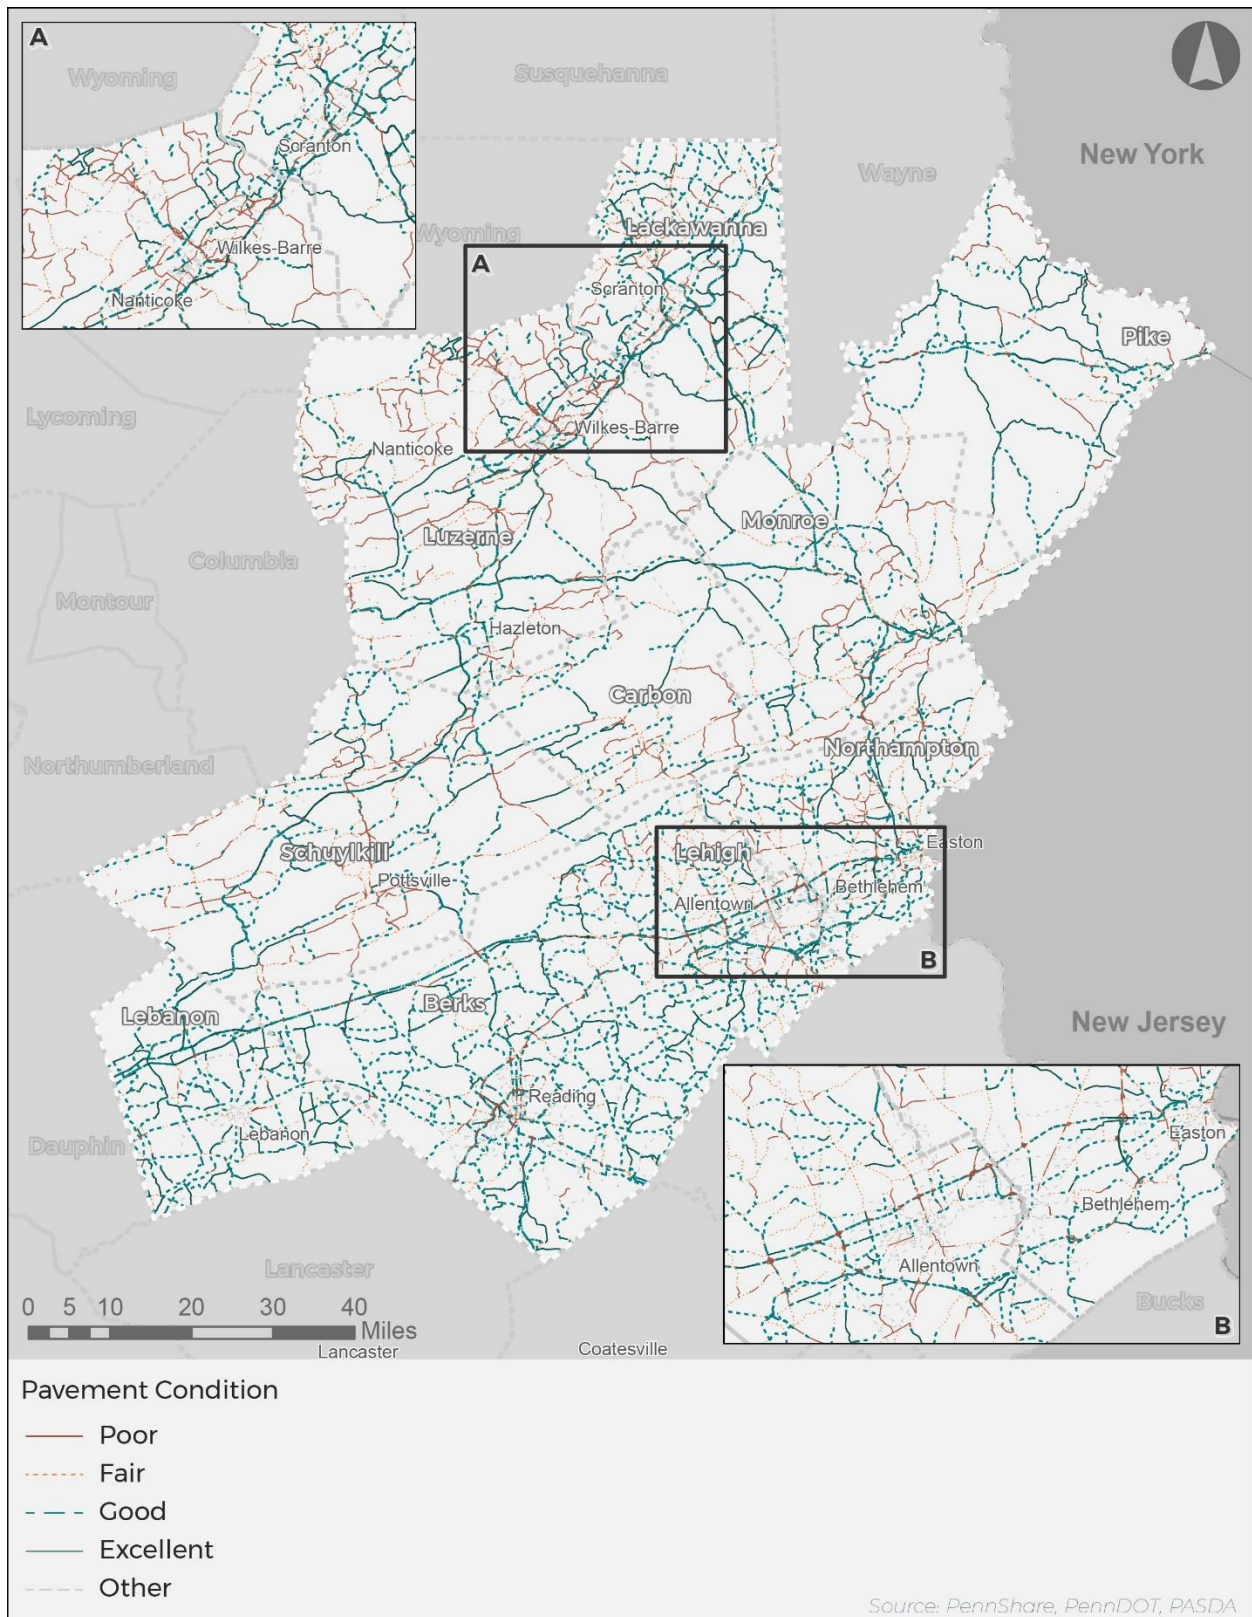 A
Wyoming
Scranton
Wilkes-Barre
Nanticoke
Susquehanna
New York
Wayne
Wyoming
Lackawanna
A
Scranton
Pike
Lycoming
Wilkes-Barre
Nanticoke
Monroe
Luzerne
Columbia
Montour
Hazleton
Carbon
Northampton
Northumberland
Easton
Schuylkill
Lehigh
Pottsville
Bethlehem
Allentown
B
Lebanon
Berks
New Jersey
Reading
Lebanon
Dauphin
Easton
Bethlehem
Allentown
Lancaster
Bucks
B
0 5 10 20 30 40
Miles
Lancaster
Coatesville
Pavement Condition
Poor
Fair
Good
Excellent
Other
Source: PennShare, PennDOT, PASDA